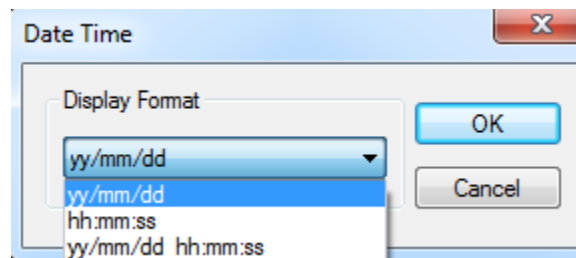 Date Time
Display Format
yy/mm/dd
OK
yy/mm/dd
Cancel
hh:mm:ss
yy/mm/dd hh:mm:ss